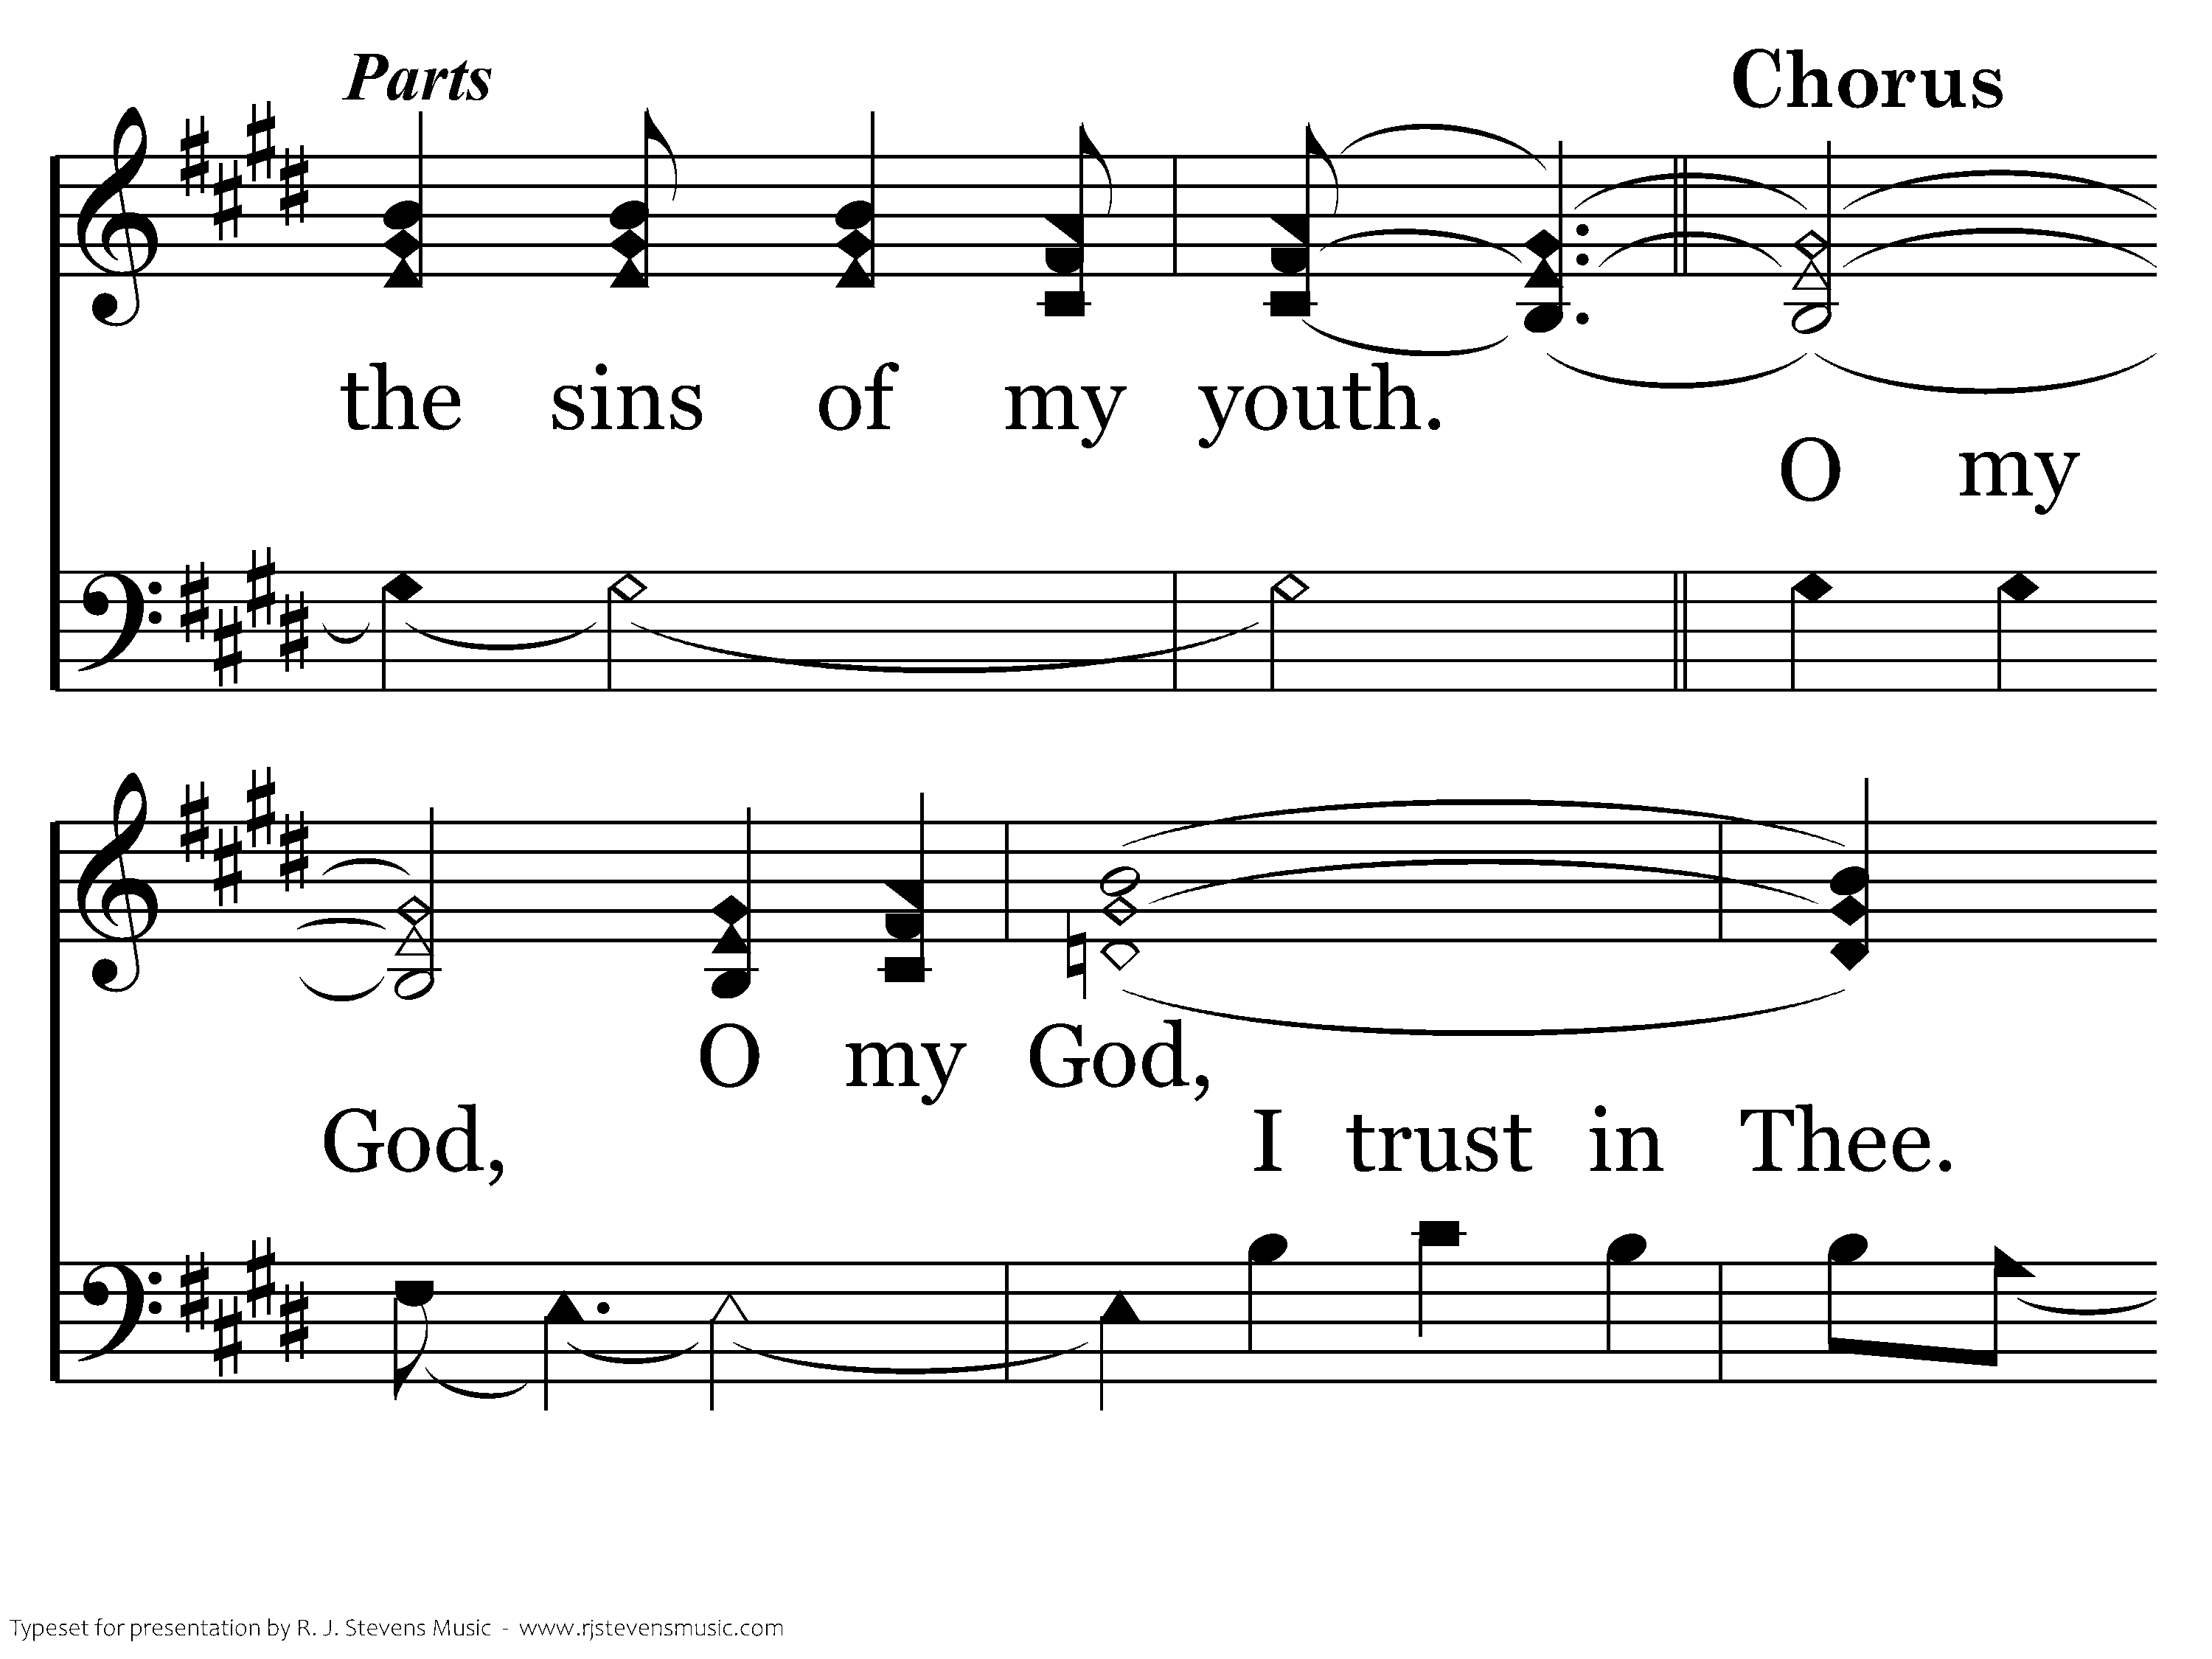 Parts
Chorus
the sins of my youth.
O my
O my God,
God, I trust in Thee.
Typeset for presentation by R. J. Stevens Music - www.rjstevensmusic.com